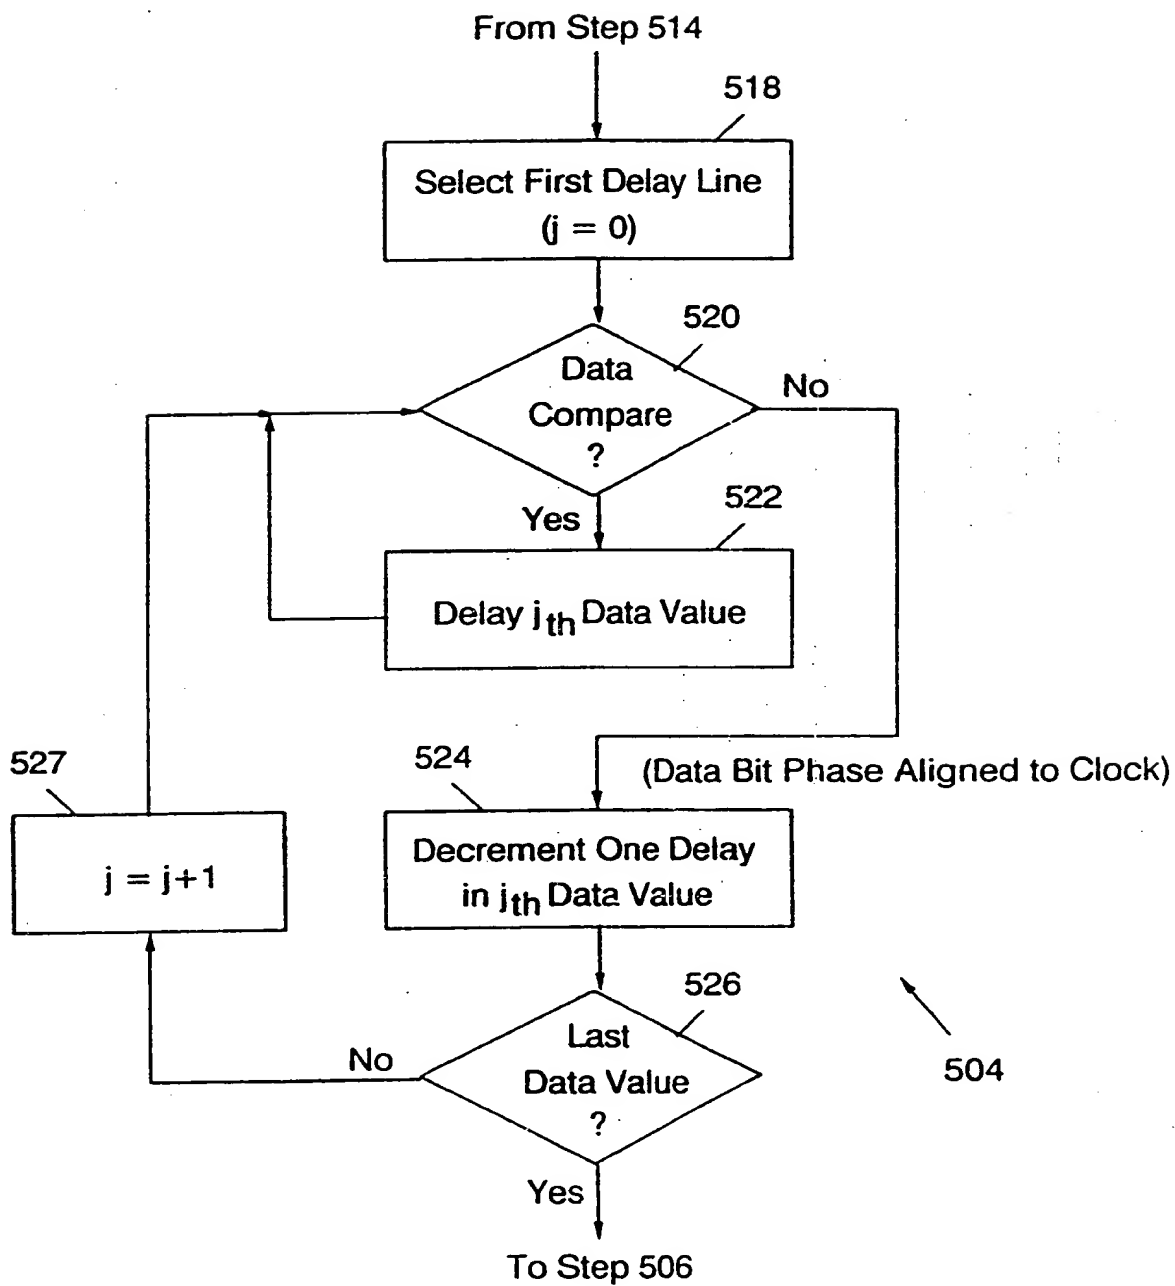 From Step 514
518
Select First Delay Line
(j = 0)
520
Data
Compare
?
No
Yes
522
Delay jth Data Value
527
524
(Data Bit Phase Aligned to Clock)
j = j+1
Decrement One Delay
in jth Data Value
526
Last
Data Value
?
No
504
Yes
To Step 506